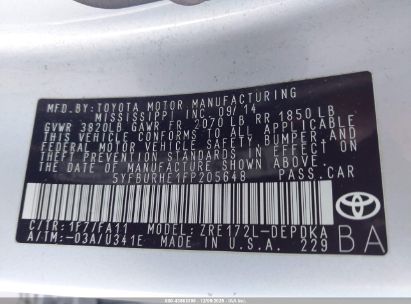 MFD. BY: TOYOTA MOTOR MANUFACTURING
MISSISSIPPI INC. 09/14
GVWR 3820LB GAWR FR. 2070 LB RR 1850 LB
THIS VEHICLE CONFORMS TO ALL APPLICABLE
FEDERAL MOTOR VEHICLE SAFETY, BUMPER, AND
THEFT PREVENTION STANDARDS IN EFFECT ON
THE DATE OF MANUFACTURE SHOWN ABOVE.
5YFBURHE1FP205648 PASS.CAR
C/TR: 1F7/FA11 MODEL: ZRE172L-DEPDKA
A/TM: -03A/U341E MADE IN U.S.A. 229
TOYOTA
BA